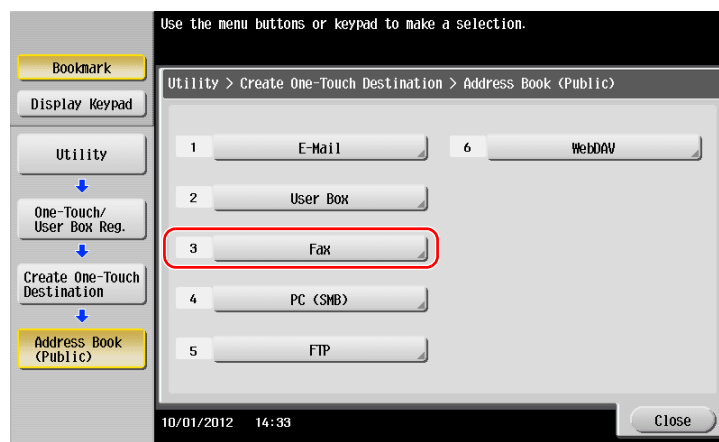 Use the menu buttons or keypad to make a selection.
Bookmark
Display Keypad
Utility
One-Touch/
User Box Reg.
Create One-Touch
Destination
Address Book
(Public)
Utility > Create One-Touch Destination > Address Book (Public)
1 E-Mail
2 User Box
3 Fax
4 PC (SMB)
5 FTP
6 WebDAV
10/01/2012 14:33
Close